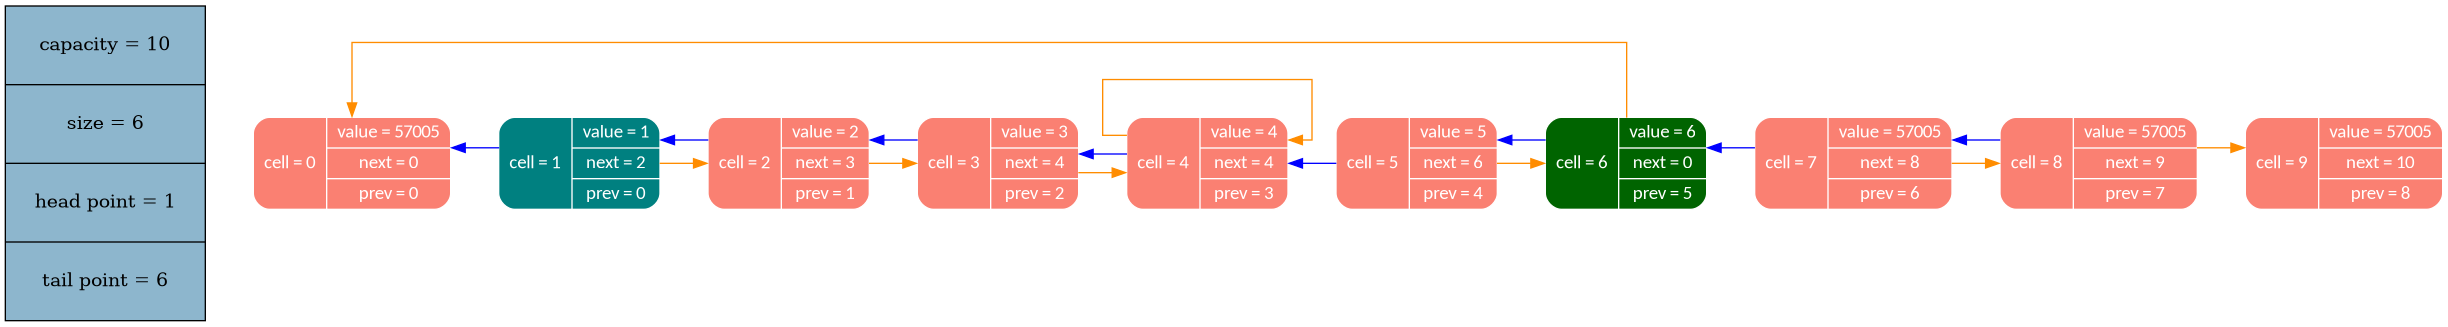 capacity = 10
size = 6
head point = 1
tail point = 6
cell = 0
value = 57005
next = 0
prev = 0
cell = 1
value = 1
next = 2
prev = 0
cell = 2
value = 2
next = 3
prev = 1
cell = 3
value = 3
next = 4
prev = 2
cell = 4
value = 4
next = 4
prev = 3
cell = 5
value = 5
next = 6
prev = 4
cell = 6
value = 6
next = 0
prev = 5
cell = 7
value = 57005
next = 8
prev = 6
cell = 8
value = 57005
next = 9
prev = 7
cell = 9
value = 57005
next = 10
prev = 8